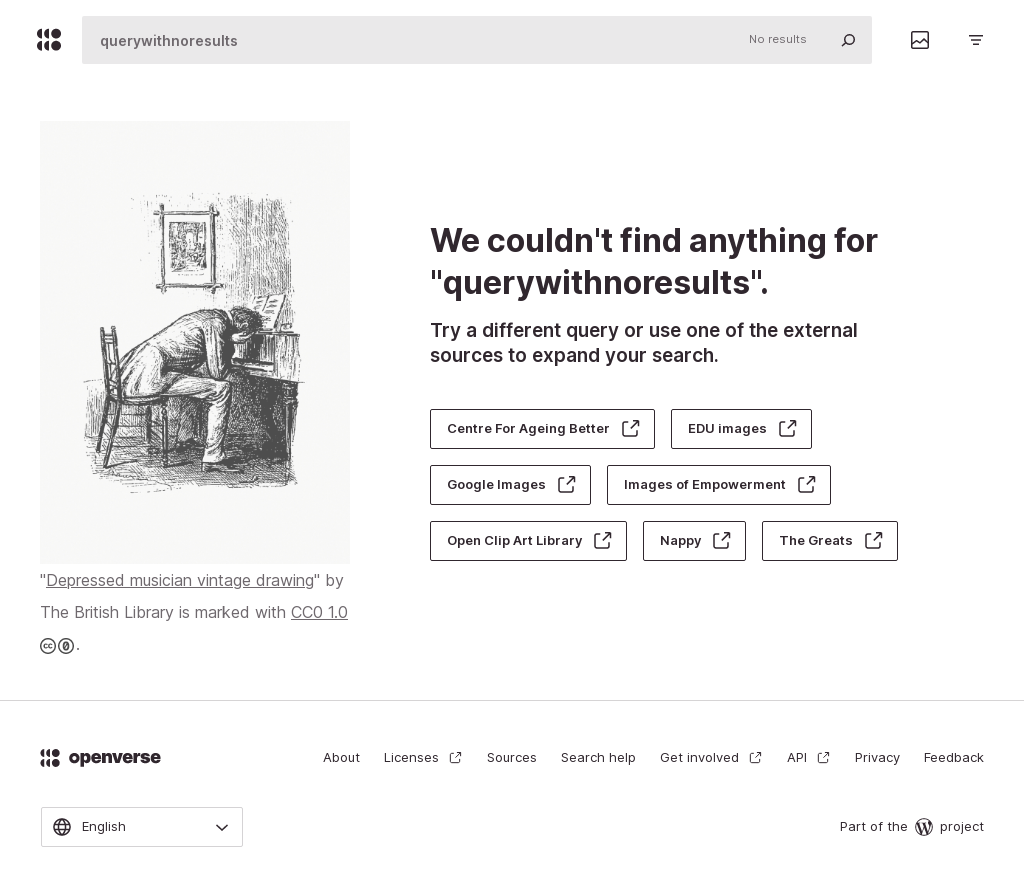 querywithnoresults
No results
We couldn't find anything for
"querywithnoresults".
Try a different query or use one of the external
sources to expand your search.
Centre For Ageing Better
EDU images
Google Images
Images of Empowerment
Open Clip Art Library
Nappy
The Greats
"Depressed musician vintage drawing" by
The British Library is marked with CC0 1.0
.
openverse
About
Licenses
Sources
Search help
Get involved
API
Privacy
Feedback
English
Part of the project